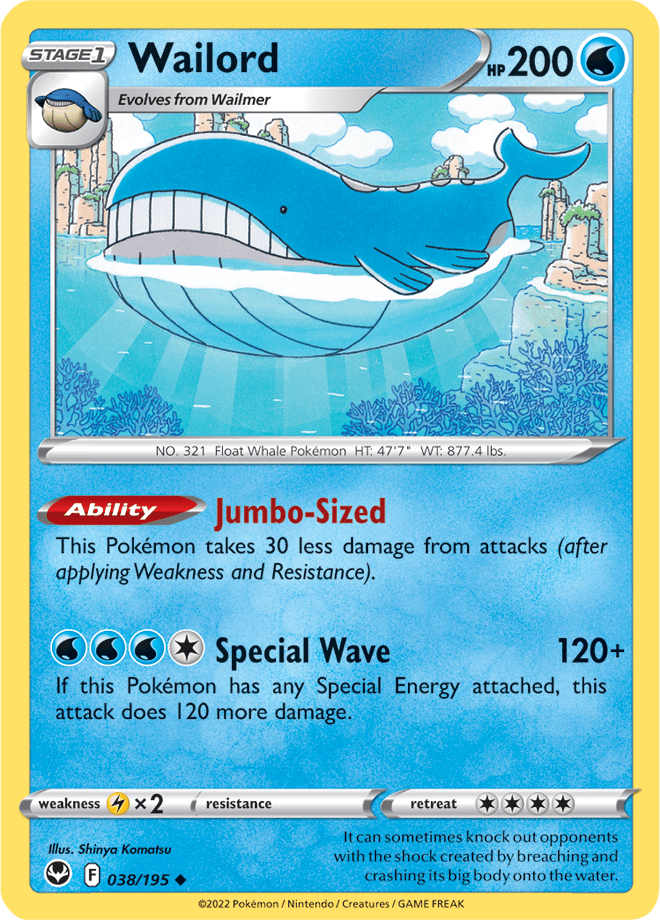 STAGE 1 Wailord HP 200
Evolves from Wailmer
NO. 321 Float Whale Pokémon HT: 47'7" WT: 877.4 lbs.
Ability Jumbo-Sized
This Pokémon takes 30 less damage from attacks (after
applying Weakness and Resistance).
Special Wave 120+
If this Pokémon has any Special Energy attached, this
attack does 120 more damage.
weakness ×2 resistance retreat
Illus. Shinya Komatsu
It can sometimes knock out opponents
with the shock created by breaching and
crashing its big body onto the water.
F 038/195
©2022 Pokémon / Nintendo / Creatures / GAME FREAK